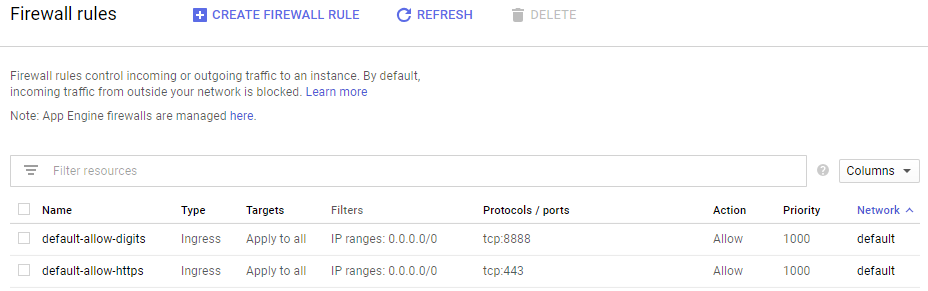 Firewall rules CREATE FIREWALL RULE REFRESH DELETE
Firewall rules control incoming or outgoing traffic to an instance. By default,
incoming traffic from outside your network is blocked. Learn more
Note: App Engine firewalls are managed here.
Filter resources ? Columns
Name Type Targets Filters Protocols / ports Action Priority Network
default-allow-digits Ingress Apply to all IP ranges: 0.0.0.0/0 tcp:8888 Allow 1000 default
default-allow-https Ingress Apply to all IP ranges: 0.0.0.0/0 tcp:443 Allow 1000 default